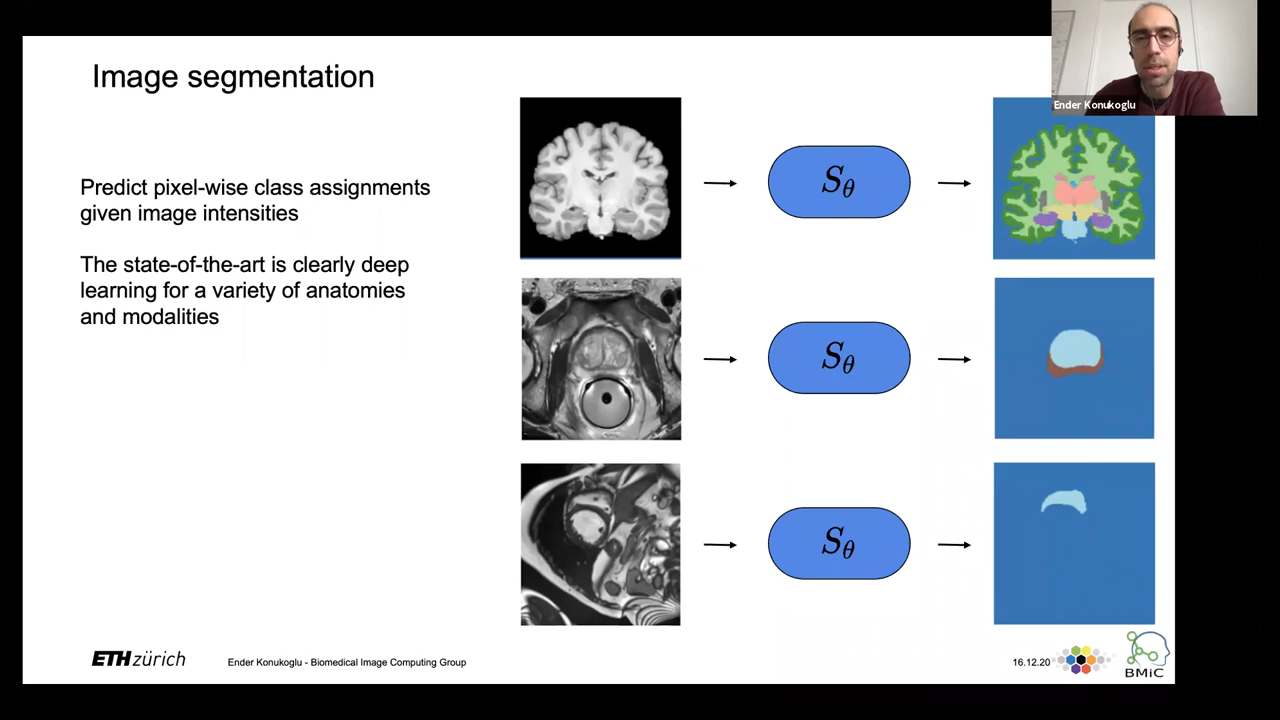 Image segmentation
Ender Konukoglu
Predict pixel-wise class assignments
given image intensities
The state-of-the-art is clearly deep
learning for a variety of anatomies
and modalities
Sθ
Sθ
Sθ
ETH zürich
Ender Konukoglu - Biomedical Image Computing Group
16.12.20
BMiC